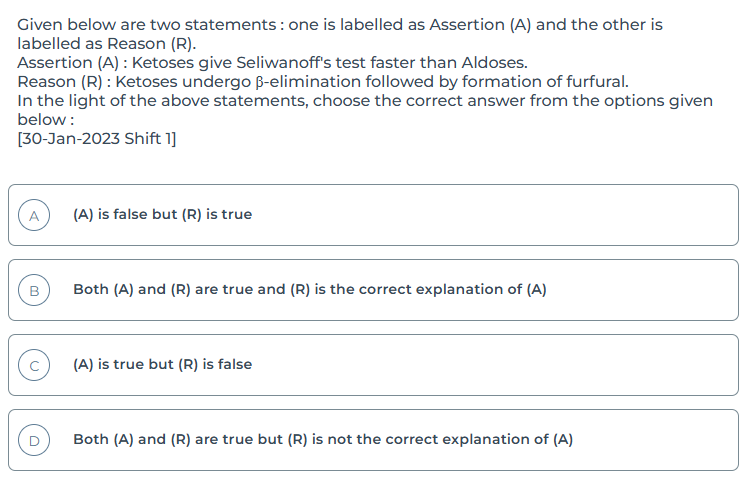 Given below are two statements : one is labelled as Assertion (A) and the other is
labelled as Reason (R).
Assertion (A) : Ketoses give Seliwanoff's test faster than Aldoses.
Reason (R) : Ketoses undergo β-elimination followed by formation of furfural.
In the light of the above statements, choose the correct answer from the options given
below :
[30-Jan-2023 Shift 1]
A (A) is false but (R) is true
B Both (A) and (R) are true and (R) is the correct explanation of (A)
C (A) is true but (R) is false
D Both (A) and (R) are true but (R) is not the correct explanation of (A)